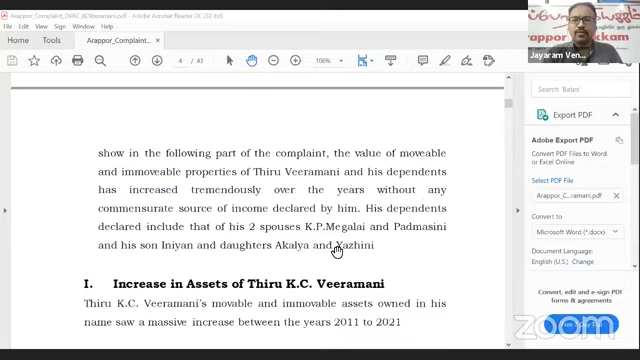 Arappor_Complaint_DVAC_KCVeeramani.pdf - Adobe Acrobat Reader DC (32-bit)
File Edit View Sign Window Help
Home Tools Arappor_Complaint... ×
4 / 43 106%
show in the following part of the complaint, the value of moveable
and immoveable properties of Thiru Veeramani and his dependents
has increased tremendously over the years without any
commensurate source of income declared by him. His dependents
declared include that of his 2 spouses K.P.Megalai and Padmasini
and his son Iniyan and daughters Akalya and Yazhini
I. Increase in Assets of Thiru K.C. Veeramani
Thiru K.C. Veeramani's movable and immovable assets owned in his
name saw a massive increase between the years 2011 to 2021
Jayaram Ven...
Search 'Bates'
Export PDF
Adobe Export PDF
Convert PDF Files to Word
or Excel Online
Select PDF File
Arappor_C...ramani.pdf ×
Convert to
Microsoft Word (*.docx)
Document Language:
English (U.S.) Change
Convert, edit and e-sign PDF
forms & agreements
Free 7-Day Trial
zoom